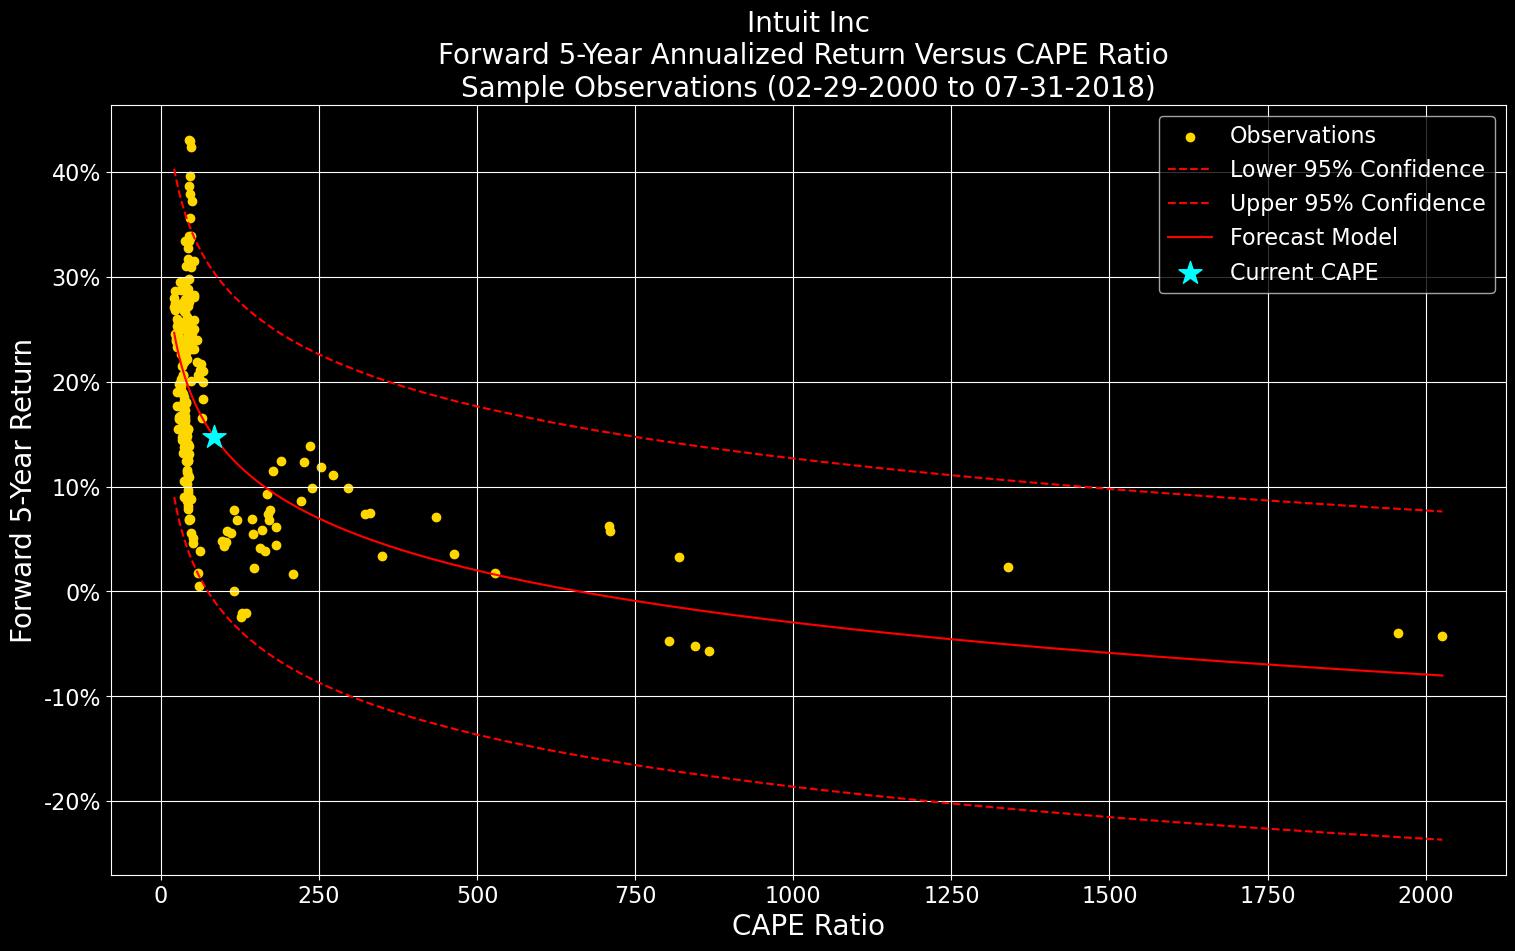 Intuit Inc
Forward 5-Year Annualized Return Versus CAPE Ratio
Sample Observations (02-29-2000 to 07-31-2018)
Observations
Lower 95% Confidence
Upper 95% Confidence
Forecast Model
Current CAPE
Forward 5-Year Return
40%
30%
20%
10%
0%
-10%
-20%
0 250 500 750 1000 1250 1500 1750 2000
CAPE Ratio